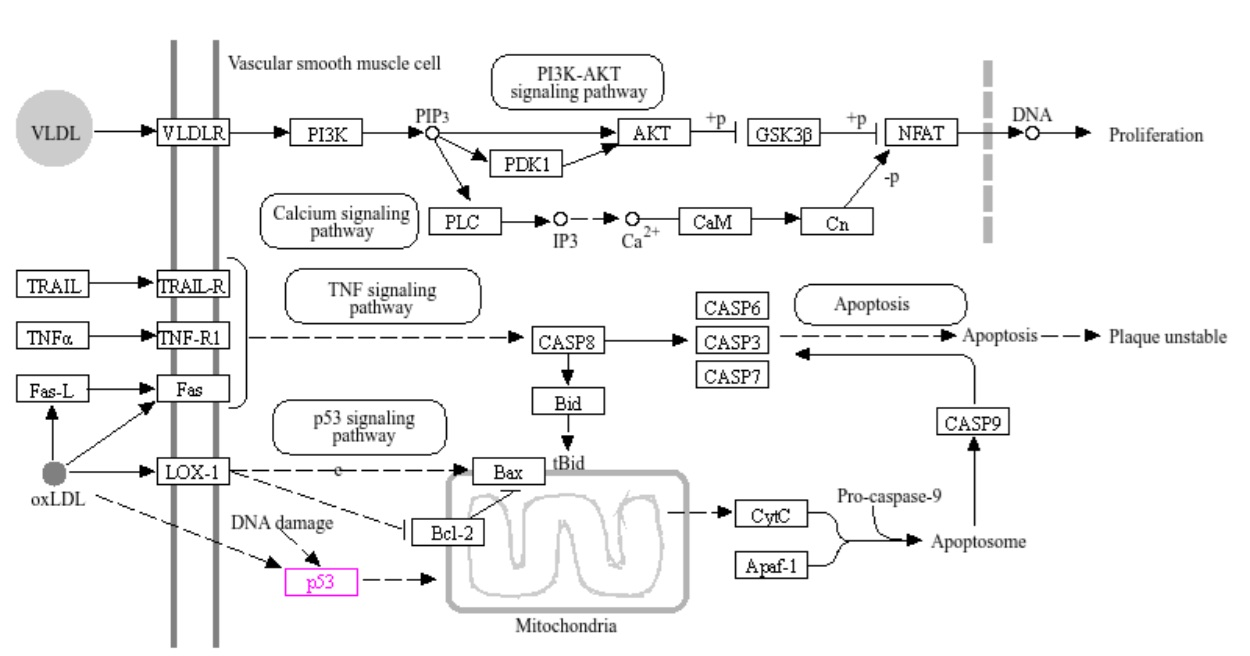 Vascular smooth muscle cell
PI3K-AKT
signaling pathway
VLDL
VLDLR
PI3K
PIP3
PDK1
AKT
+p
GSK3β
+p
NFAT
DNA
Proliferation
-p
Calcium signaling
pathway
PLC
IP3
Ca2+
CaM
Cn
TRAIL
TRAIL-R
TNF signaling
pathway
TNFα
TNF-R1
Fas-L
Fas
CASP8
CASP6
CASP3
CASP7
Apoptosis
Apoptosis
Plaque unstable
Bid
tBid
p53 signaling
pathway
CASP9
oxLDL
LOX-1
e
Bax
Bcl-2
DNA damage
p53
Mitochondria
CytC
Pro-caspase-9
Apaf-1
Apoptosome